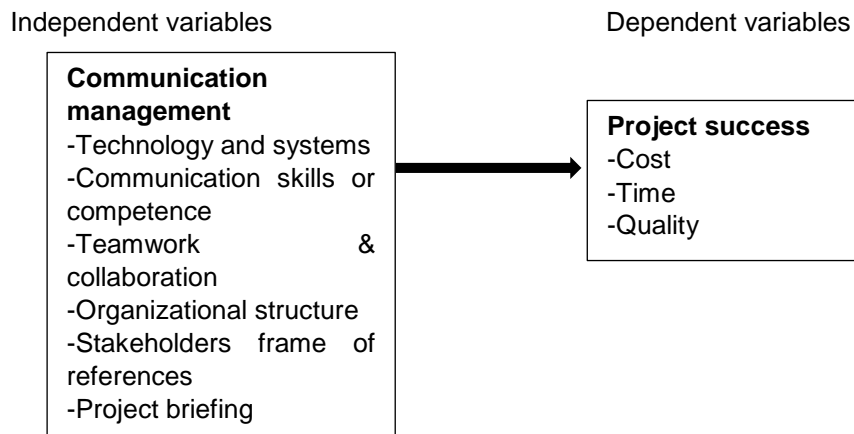 Independent variables
Dependent variables
Communication
management
-Technology and systems
-Communication skills or
competence
-Teamwork &
collaboration
-Organizational structure
-Stakeholders frame of
references
-Project briefing
Project success
-Cost
-Time
-Quality